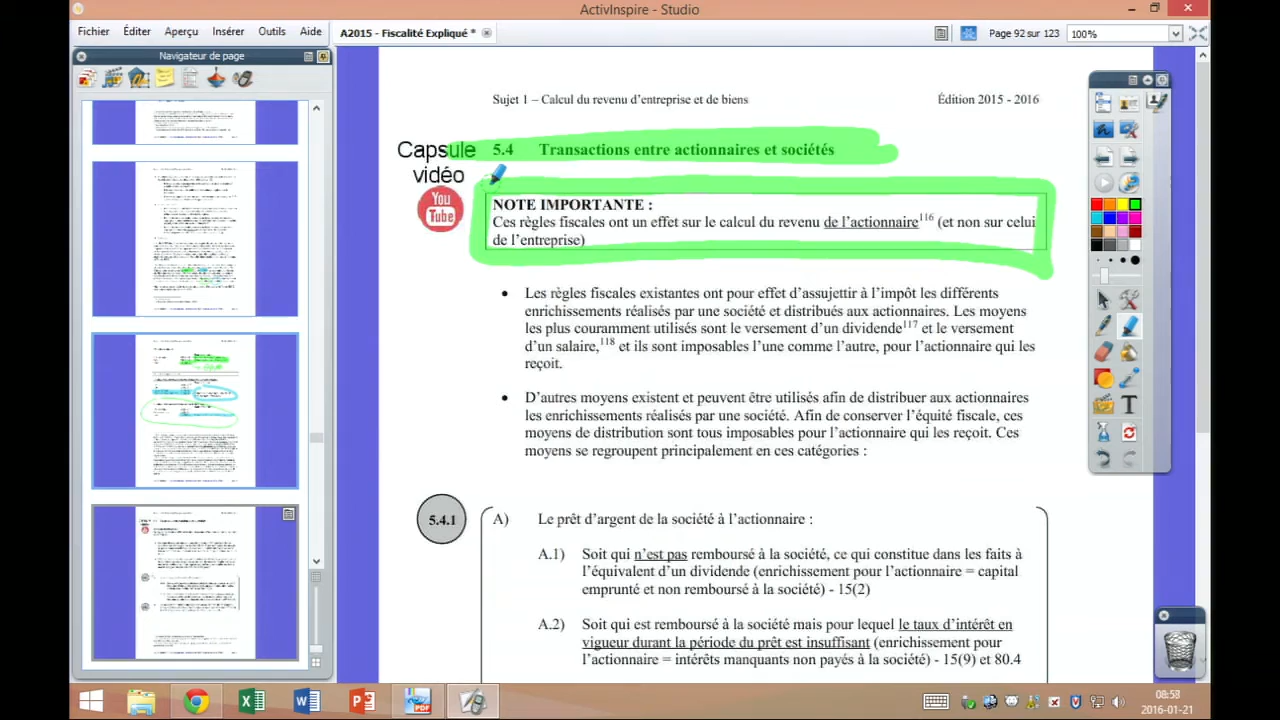 ActivInspire - Studio
Fichier Éditer Aperçu Insérer Outils Aide
A2015 - Fiscalité Expliqué *
Page 92 sur 123
100%
Navigateur de page
Sujet 1 – Calcul du revenu d’entreprise et de biens
Édition 2015 - 2016
Capsule
vidéo
You
Tube
5.4 Transactions entre actionnaires et sociétés
NOTE IMPORTANTE :
Ces règles fiscales ont un effet sur le calcul du revenu de l’actionnaire (et non sur celui
de l’entreprise)
• Les règles fiscales existantes ont pour effet d’assujettir à l’impôt les différents
enrichissements réalisés par une société et distribués aux actionnaires. Les moyens
les plus couramment utilisés sont le versement d’un dividende117 et le versement
d’un salaire118 et ils sont imposables l’un comme l’autre pour l’actionnaire qui les
reçoit.
• D’autres moyens existent et peuvent être utilisés afin de distribuer aux actionnaires
les enrichissements réalisés par une société. Afin de maintenir l’équité fiscale, ces
moyens de distribution sont tous imposables pour l’actionnaire qui les reçoit. Ces
moyens se regroupent principalement en ces catégories :
5.4.1
A) Le prêt d’argent de la société à l’actionnaire :
A.1) Soit qui n’est pas remboursé à la société, ce qui constitue dans les faits à
l’équivalent d’un dividende (enrichissement pour l’actionnaire = capital
emprunté et non remboursé à la société) - 15(2)
A.2) Soit qui est remboursé à la société mais pour lequel le taux d’intérêt en
vigueur durant la période du prêt est insuffisant (enrichissement pour
l’actionnaire = intérêts manquants non payés à la société) - 15(9) et 80.4
08:58
2016-01-21